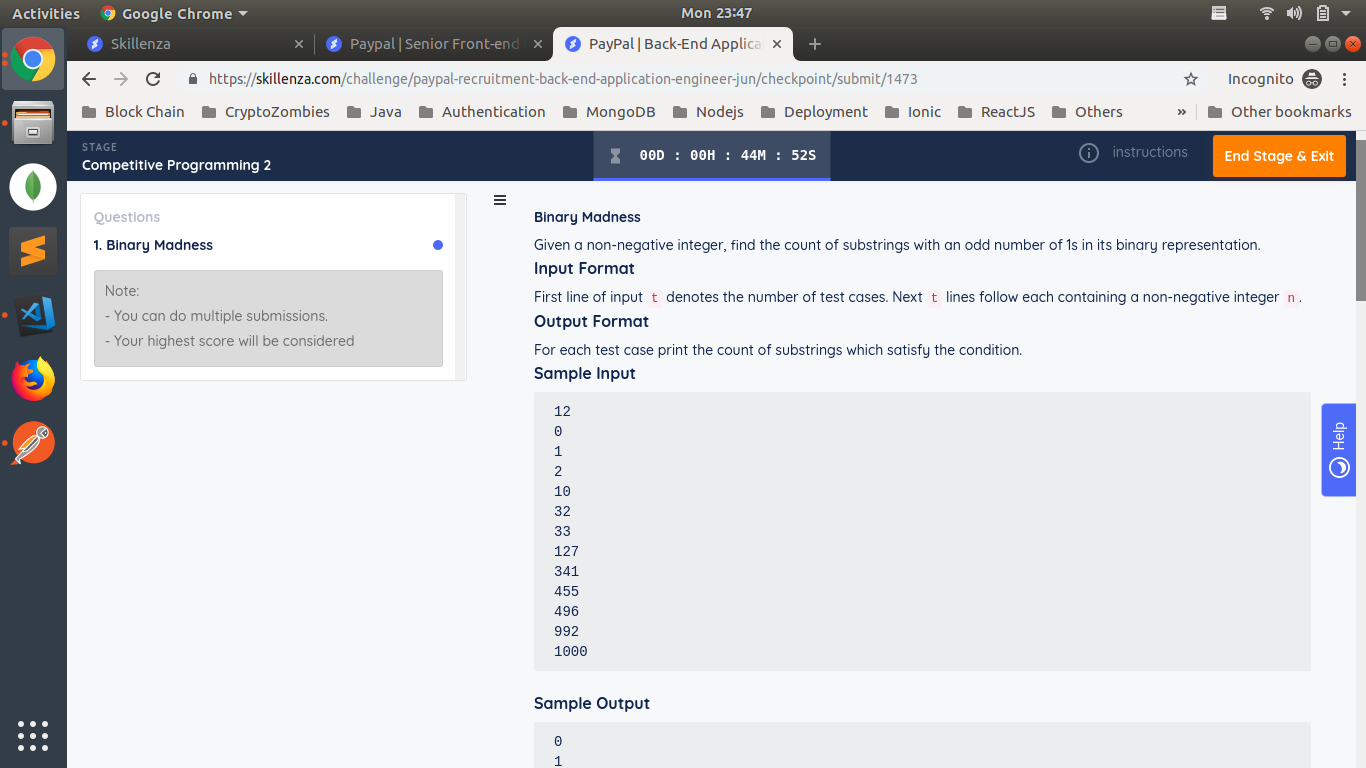 Activities Google Chrome Mon 23:47
Skillenza Paypal | Senior Front-end PayPal | Back-End Applica
https://skillenza.com/challenge/paypal-recruitment-back-end-application-engineer-jun/checkpoint/submit/1473 Incognito
Block Chain CryptoZombies Java Authentication MongoDB Nodejs Deployment Ionic ReactJS Others » Other bookmarks
STAGE
Competitive Programming 2
00D : 00H : 44M : 52S
instructions
End Stage & Exit
Questions
1. Binary Madness
Note:
- You can do multiple submissions.
- Your highest score will be considered
Binary Madness
Given a non-negative integer, find the count of substrings with an odd number of 1s in its binary representation.
Input Format
First line of input t denotes the number of test cases. Next t lines follow each containing a non-negative integer n .
Output Format
For each test case print the count of substrings which satisfy the condition.
Sample Input
12
0
1
2
10
32
33
127
341
455
496
992
1000
Sample Output
0
1
Help